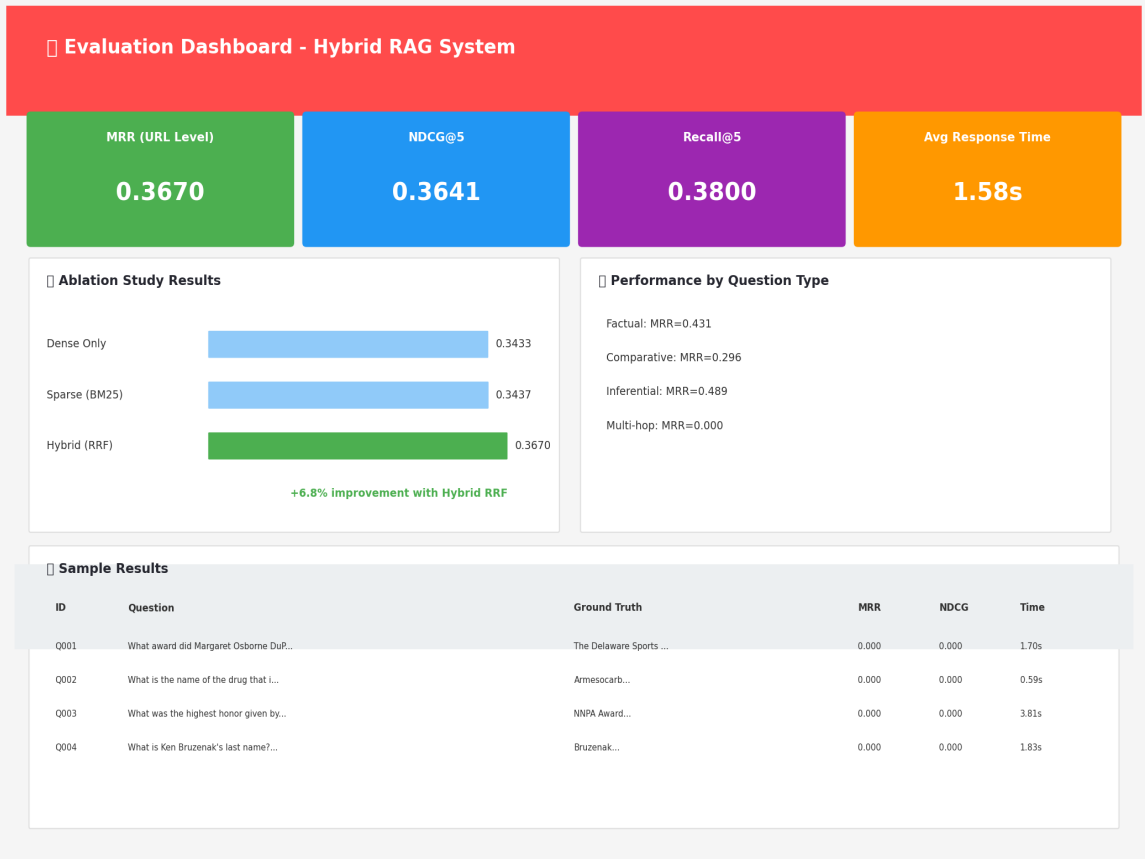 Evaluation Dashboard - Hybrid RAG System
MRR (URL Level)
0.3670
NDCG@5
0.3641
Recall@5
0.3800
Avg Response Time
1.58s
Ablation Study Results
Dense Only 0.3433
Sparse (BM25) 0.3437
Hybrid (RRF) 0.3670
+6.8% improvement with Hybrid RRF
Performance by Question Type
Factual: MRR=0.431
Comparative: MRR=0.296
Inferential: MRR=0.489
Multi-hop: MRR=0.000
Sample Results
ID Question Ground Truth MRR NDCG Time
Q001 What award did Margaret Osborne DuP... The Delaware Sports ... 0.000 0.000 1.70s
Q002 What is the name of the drug that i... Armesocarb... 0.000 0.000 0.59s
Q003 What was the highest honor given by... NNPA Award... 0.000 0.000 3.81s
Q004 What is Ken Bruzenak's last name?... Bruzenak... 0.000 0.000 1.83s